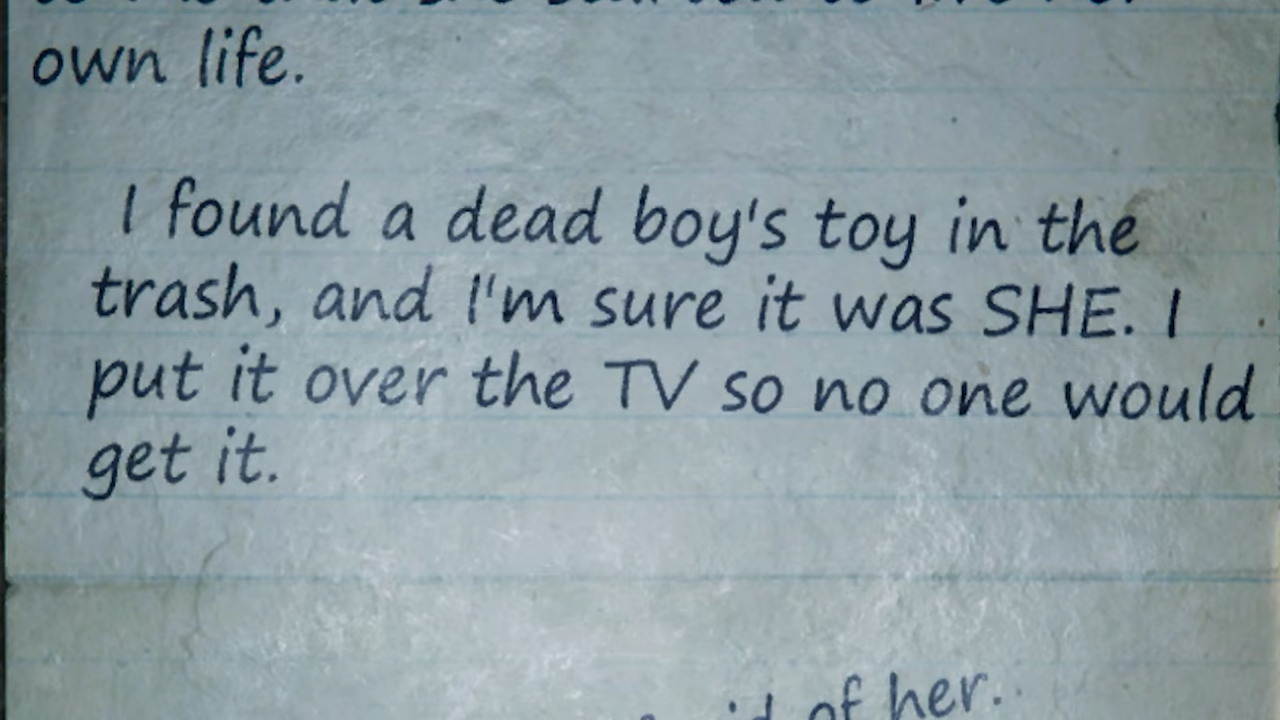 own life.
I found a dead boy's toy in the
trash, and I'm sure it was SHE. I
put it over the TV so no one would
get it.
of her.